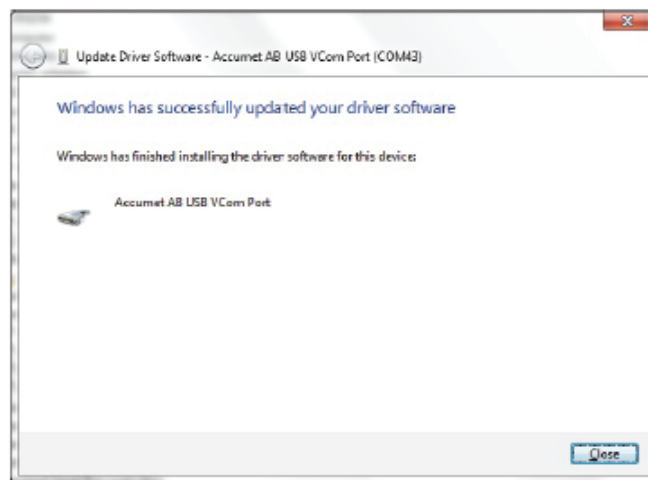 Update Driver Software - Accumet AB USB VCom Port (COM43)
Windows has successfully updated your driver software
Windows has finished installing the driver software for this device:
Accumet AB USB VCom Port
Close